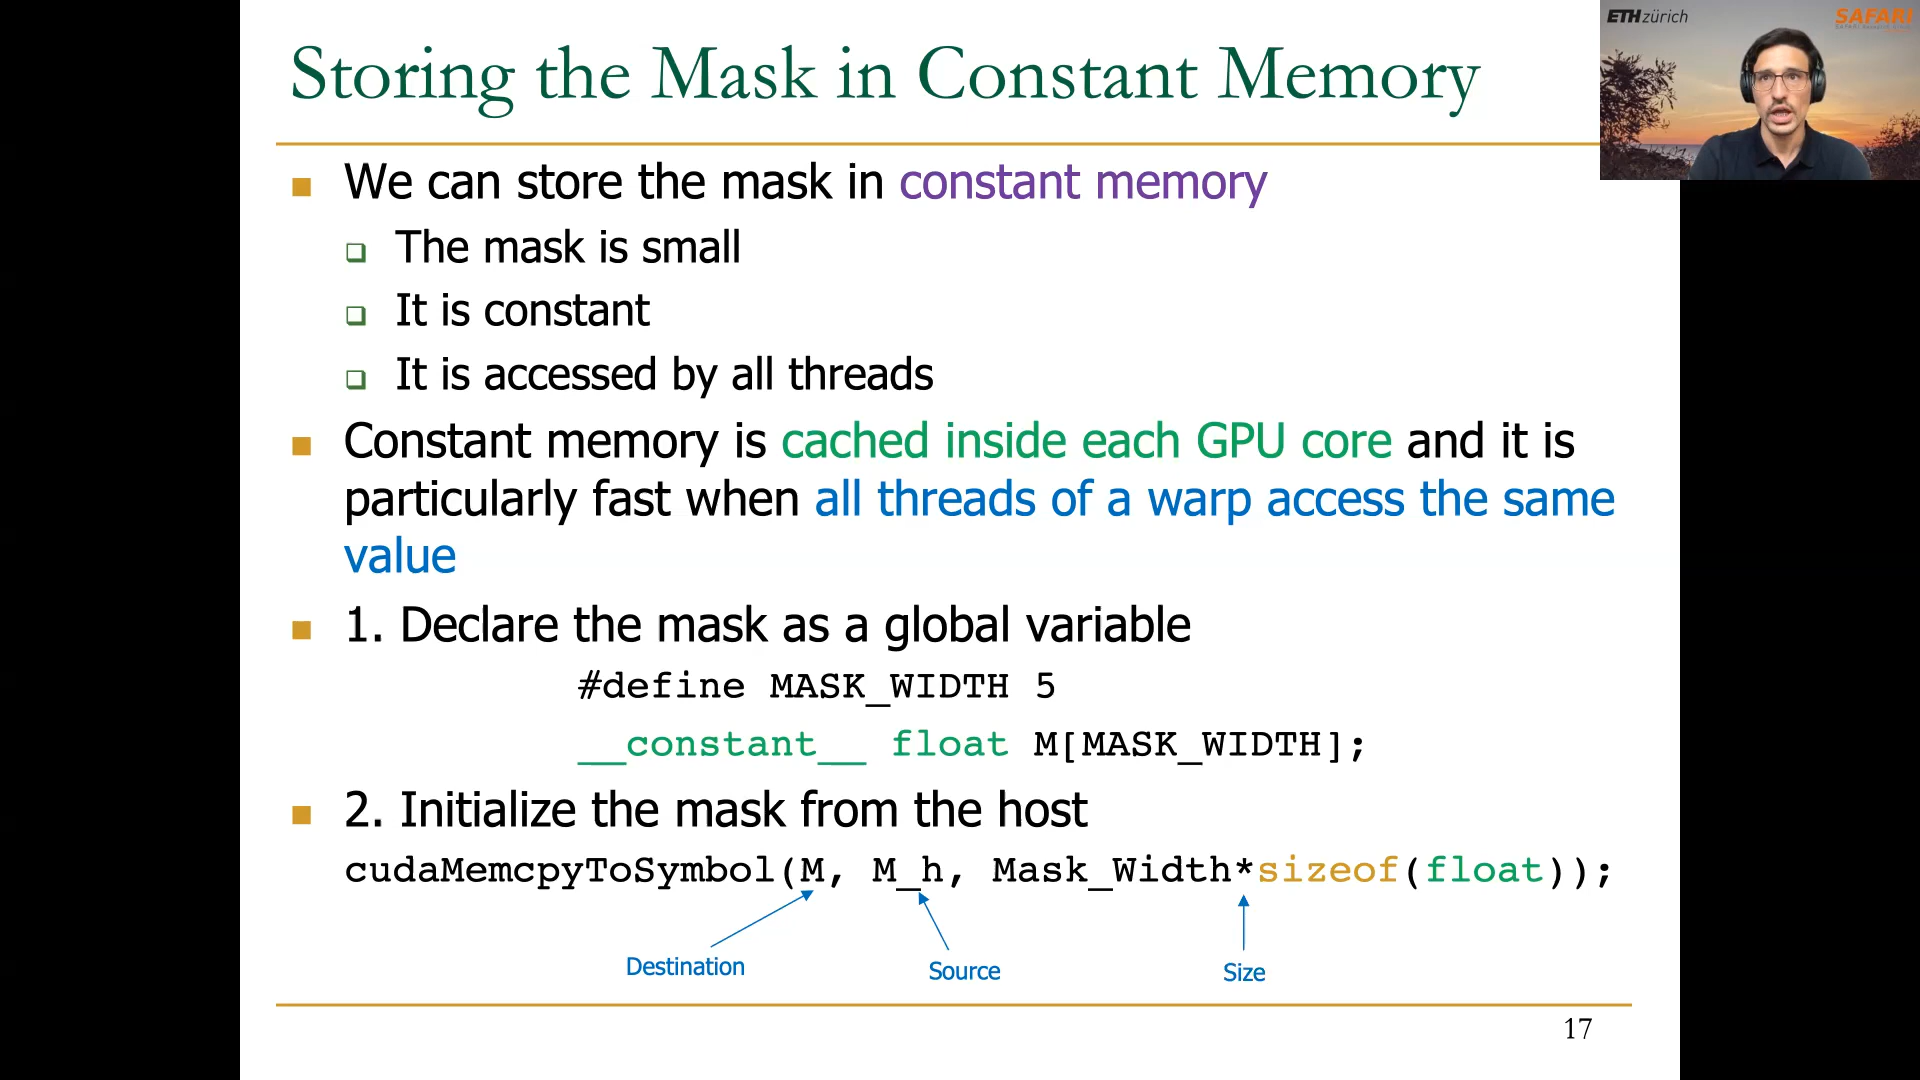 Storing the Mask in Constant Memory
ETH zürich
SAFARI
We can store the mask in constant memory
The mask is small
It is constant
It is accessed by all threads
Constant memory is cached inside each GPU core and it is
particularly fast when all threads of a warp access the same
value
1. Declare the mask as a global variable
#define MASK_WIDTH 5
__constant__ float M[MASK_WIDTH];
2. Initialize the mask from the host
cudaMemcpyToSymbol(M, M_h, Mask_Width*sizeof(float));
Destination
Source
Size
17